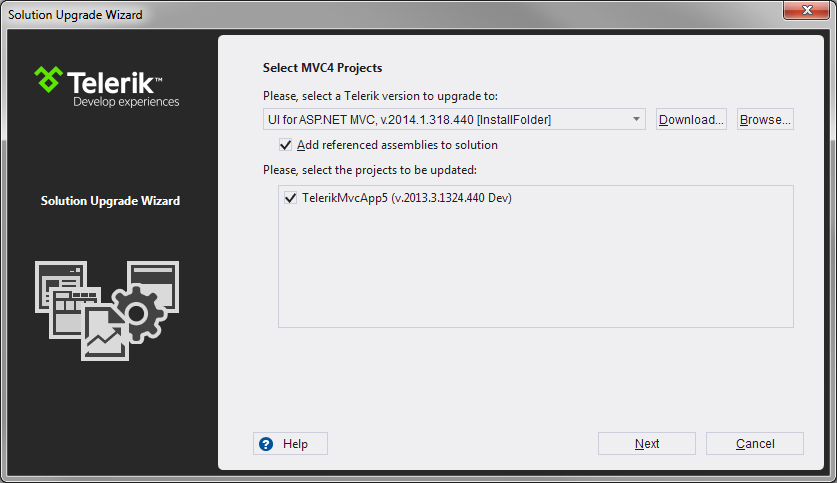 Solution Upgrade Wizard
Telerik™
Develop experiences
Solution Upgrade Wizard
Select MVC4 Projects
Please, select a Telerik version to upgrade to:
UI for ASP.NET MVC, v.2014.1.318.440 [InstallFolder]
Download...
Browse...
Add referenced assemblies to solution
Please, select the projects to be updated:
TelerikMvcApp5 (v.2013.3.1324.440 Dev)
? Help
Next
Cancel